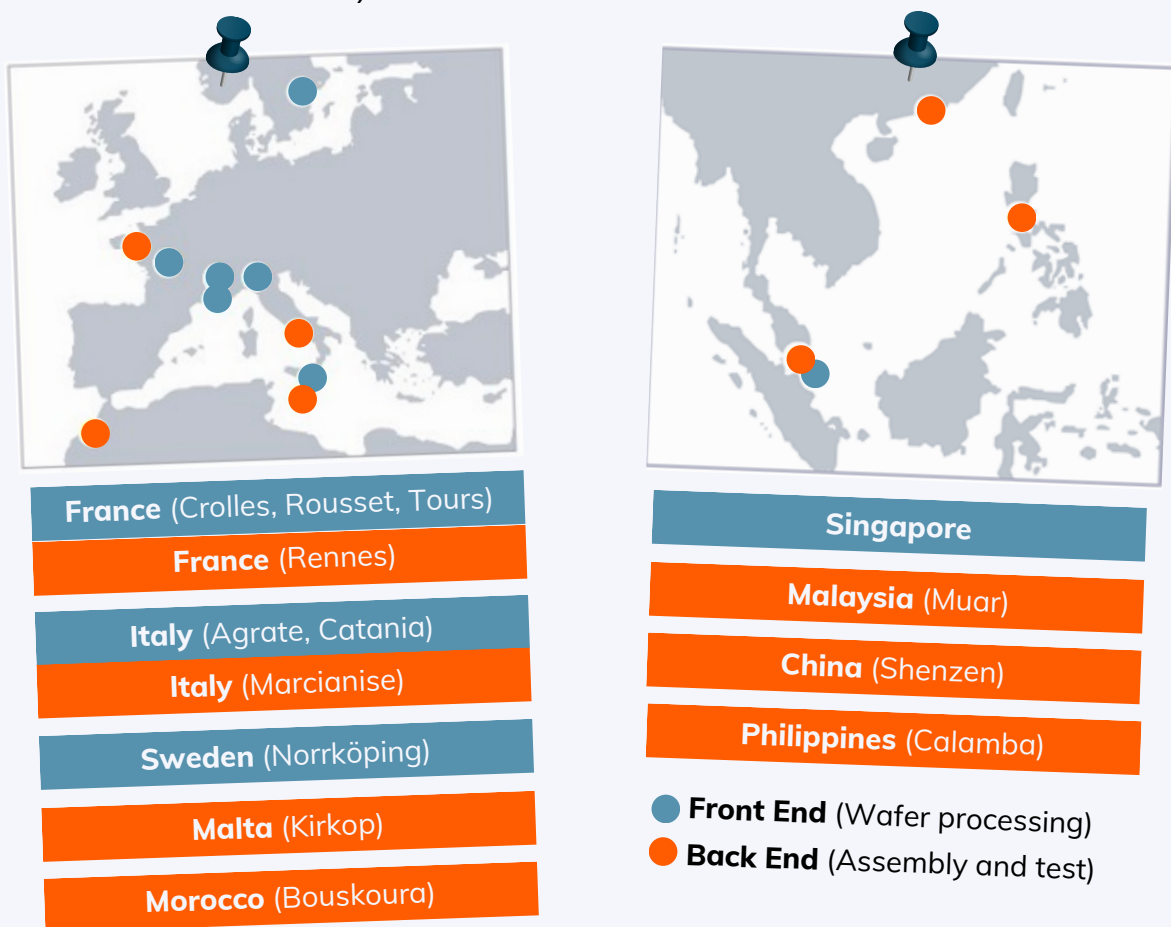 France (Crolles, Rousset, Tours)
France (Rennes)
Italy (Agrate, Catania)
Italy (Marcianise)
Sweden (Norrköping)
Malta (Kirkop)
Morocco (Bouskoura)
Singapore
Malaysia (Muar)
China (Shenzen)
Philippines (Calamba)
Front End (Wafer processing)
Back End (Assembly and test)